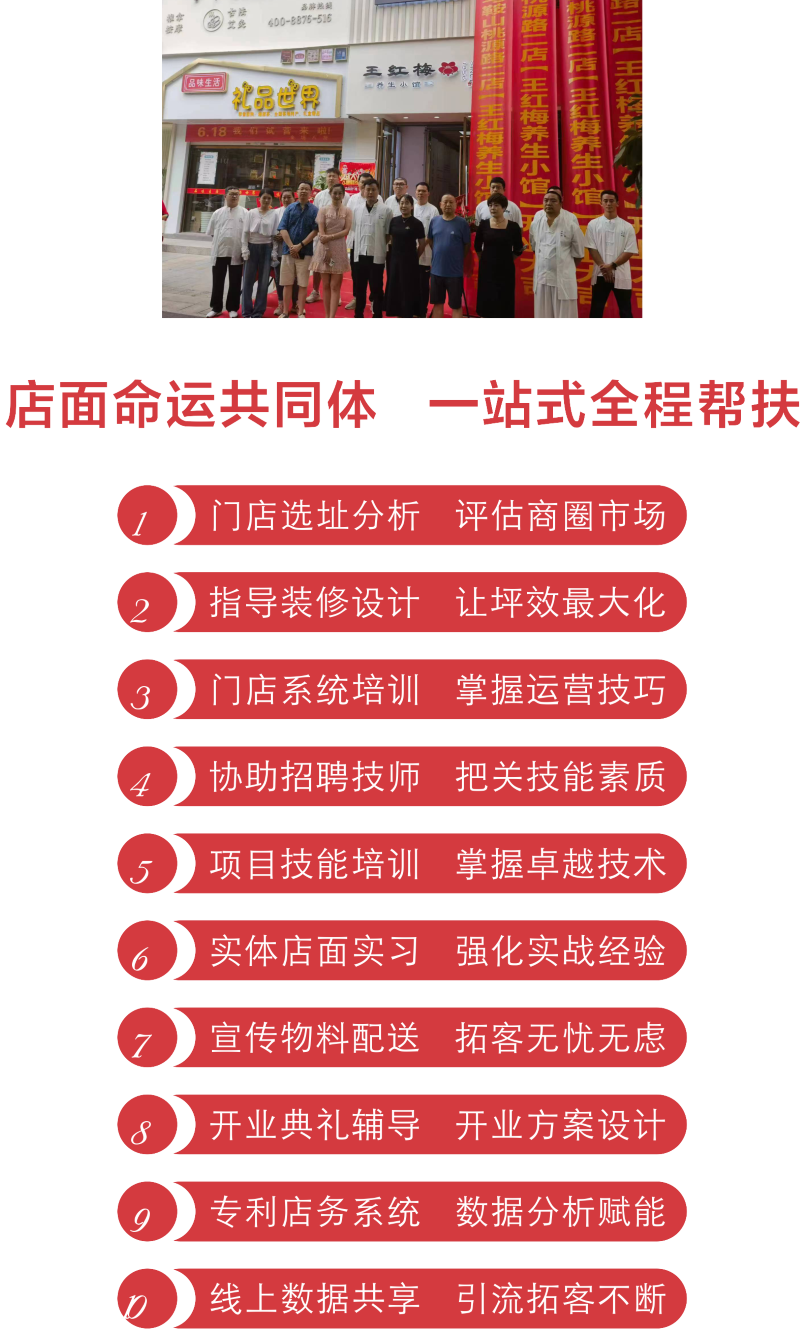 古法
艾灸
400-8876-516
品味生活
礼品世界
王红梅
养生小馆
桃源路二店【王红梅养生小馆】
店面命运共同体 一站式全程帮扶
1 门店选址分析 评估商圈市场
2 指导装修设计 让坪效最大化
3 门店系统培训 掌握运营技巧
4 协助招聘技师 把关技能素质
5 项目技能培训 掌握卓越技术
6 实体店面实习 强化实战经验
7 宣传物料配送 拓客无忧无虑
8 开业典礼辅导 开业方案设计
9 专利店务系统 数据分析赋能
10 线上数据共享 引流拓客不断